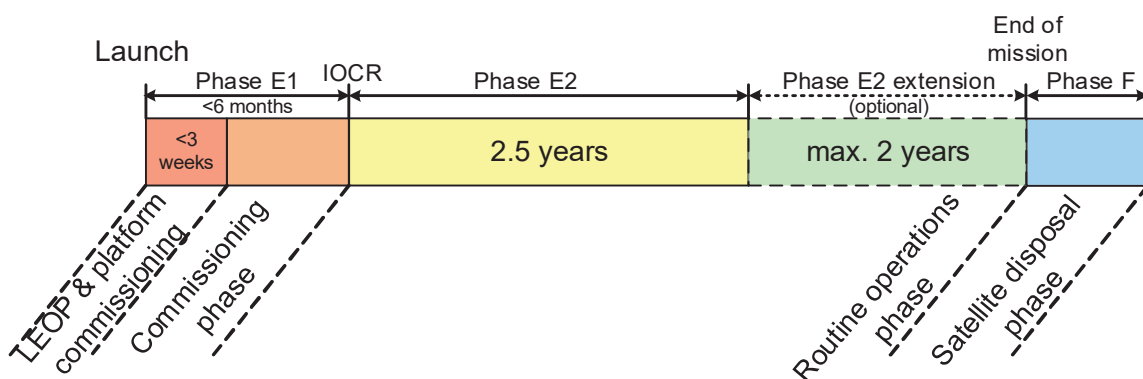 Launch
End of
mission
Phase E1
IOCR
Phase E2
Phase E2 extension
Phase F
<6 months
(optional)
<3
weeks
2.5 years
max. 2 years
LEOP & platform
commissioning
Commissioning
phase
Routine operations
phase
Satellite disposal
phase